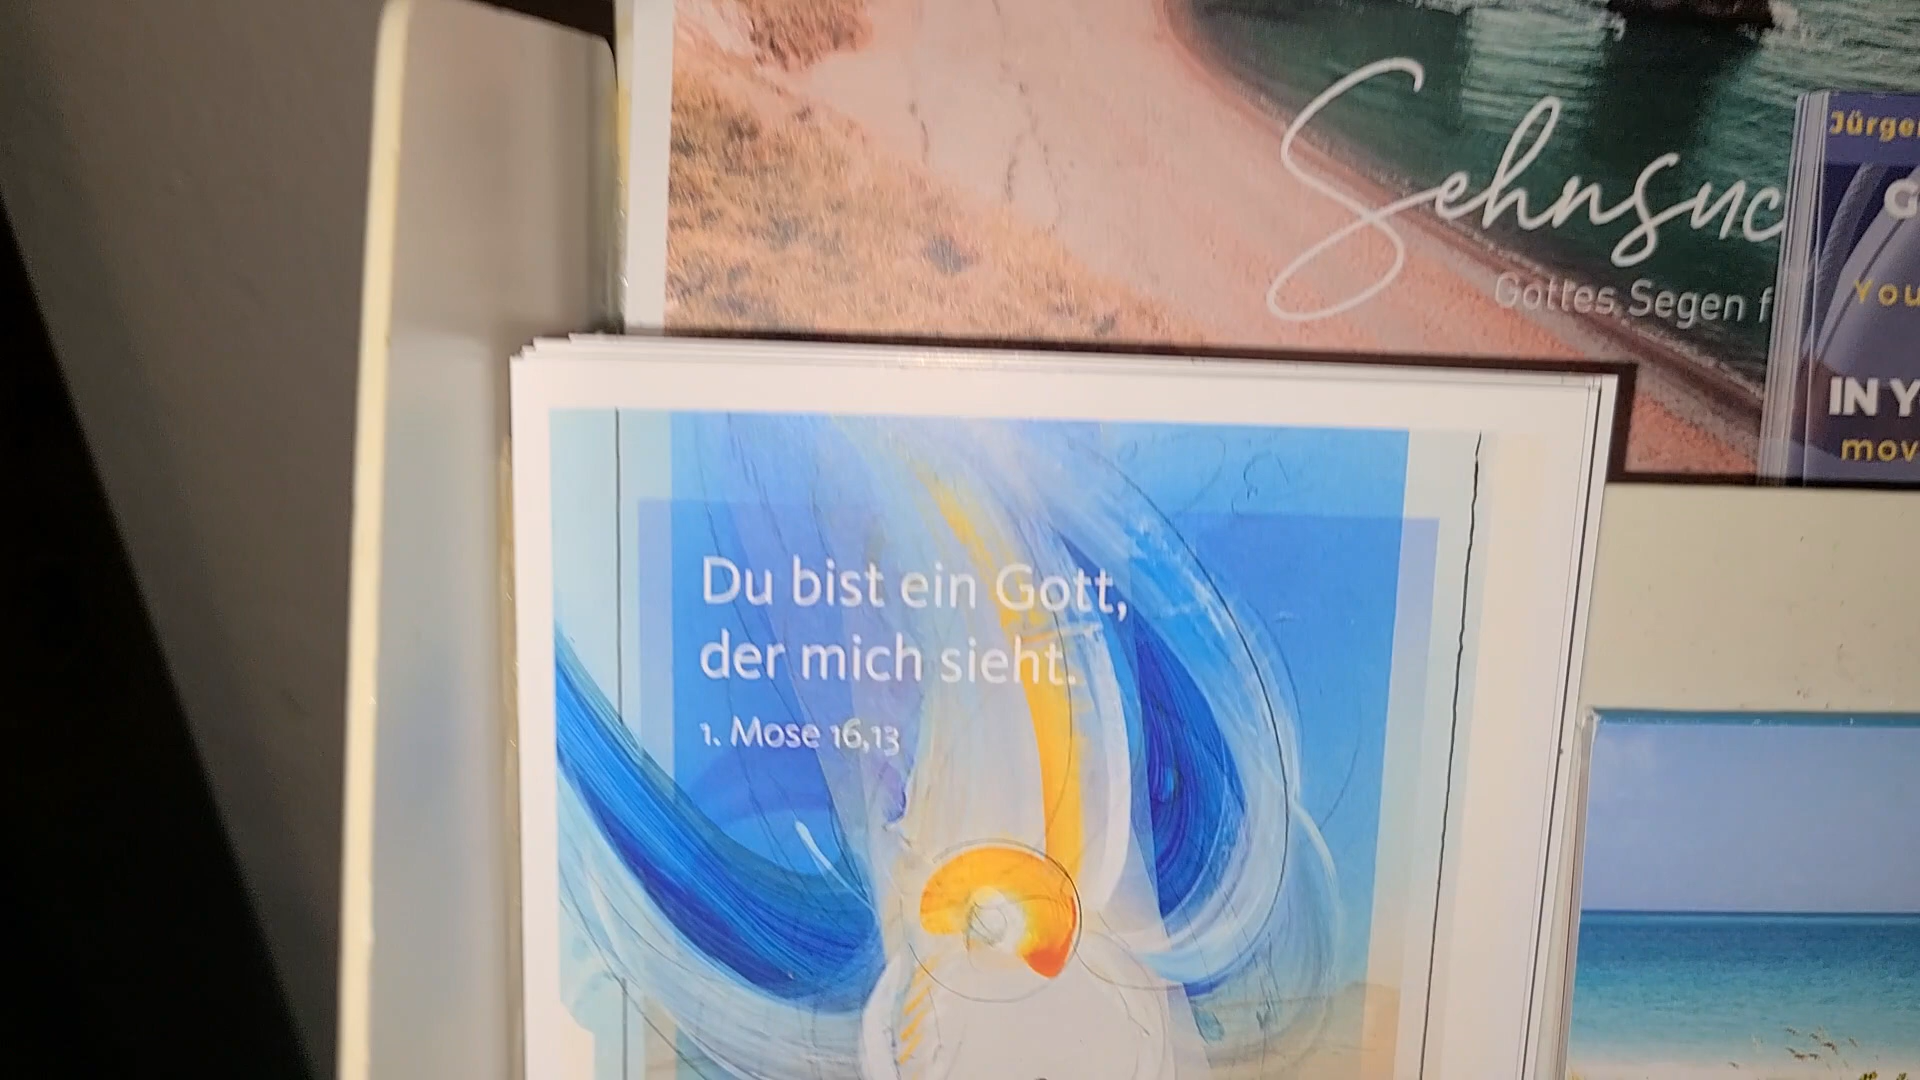 Sehnsuc
Gottes Segen f
Jürge
G
You
IN Y
mov
Du bist ein Gott,
der mich sieht.
1. Mose 16,13